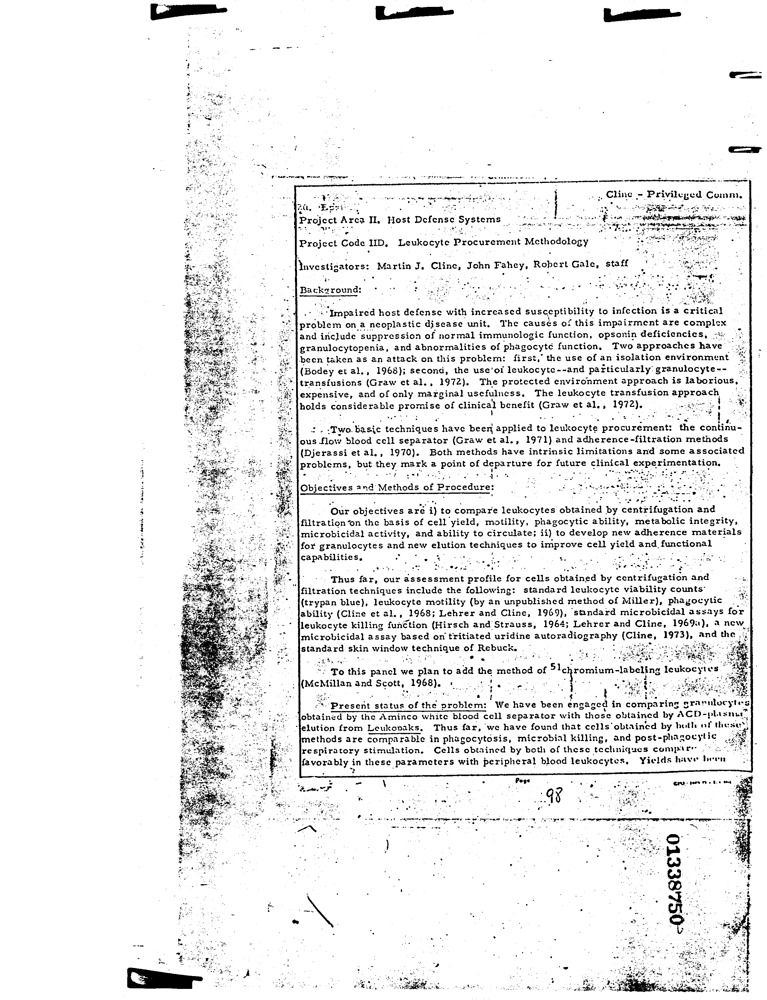 Cline - Privileged Comm.
Project Area II. Host Defense Systems
Project Code IID. Leukocyte Procurement Methodology
Investigators: Martin J. Cline, John Fahey, Robert Gale, staff
Background:
Impaired host defense with increased susceptibility to infection is a critical
problem on a neoplastic disease unit. The causes of this impairment are complex
and include suppression of normal immunologic function, opsonin deficiencies,
granulocytopenia, and abnormalities of phagocyte function. Two approaches have
been taken as an attack on this problem: first, the use of an isolation environment
(Bodey et al., 1968); second, the use of leukocyte--and particularly granulocyte--
transfusions (Graw et al., 1972). The protected environment approach is laborious,
expensive, and of only marginal usefulness. The leukocyte transfusion approach
holds considerable promise of clinical benefit (Graw et al., 1972).
Two basic techniques have been applied to leukocyte procurement: the continu-
ous flow blood cell separator (Graw et al., 1971) and adherence-filtration methods
(Djerassi et al., 1970). Both methods have intrinsic limitations and some associated
problems, but they mark a point of departure for future clinical experimentation.
Objectives and Methods of Procedure:
Our objectives are i) to compare leukocytes obtained by centrifugation and
filtration on the basis of cell yield, motility, phagocytic ability, metabolic integrity,
microbicidal activity, and ability to circulate; ii) to develop new adherence materials
for granulocytes and new elution techniques to improve cell yield and functional
capabilities.
Thus far, our assessment profile for cells obtained by centrifugation and
filtration techniques include the following: standard leukocyte viability counts
(trypan blue), leukocyte motility (by an unpublished method of Miller), phagocytic
ability (Cline et al., 1968; Lehrer and Cline, 1969), standard microbicidal assays for
leukocyte killing function (Hirsch and Strauss, 1964; Lehrer and Cline, 1969a), a new
microbicidal assay based on tritiated uridine autoradiography (Cline, 1973), and the
standard skin window technique of Rebuck.
To this panel we plan to add the method of 51chromium-labeling leukocytes
(McMillan and Scott, 1968).
Present status of the problem: We have been engaged in comparing granulocytes
obtained by the Aminco white blood cell separator with those obtained by ACD-plasma
elution from Leukopaks. Thus far, we have found that cells obtained by both of these
methods are comparable in phagocytosis, microbial killing, and post-phagocytic
respiratory stimulation. Cells obtained by both of these techniques compare
favorably in these parameters with peripheral blood leukocytes. Yields have been
Page
98
01338750